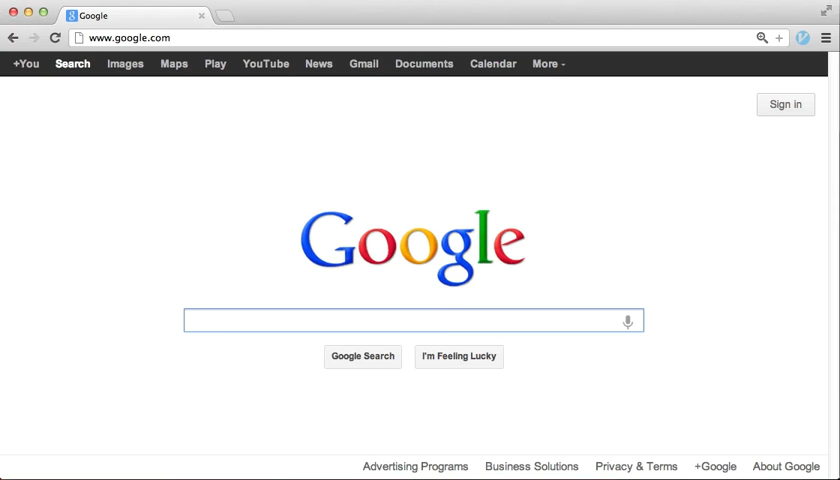 Google
www.google.com
+You Search Images Maps Play YouTube News Gmail Documents Calendar More
Sign in
Google
Google Search I'm Feeling Lucky
Advertising Programs Business Solutions Privacy & Terms +Google About Google